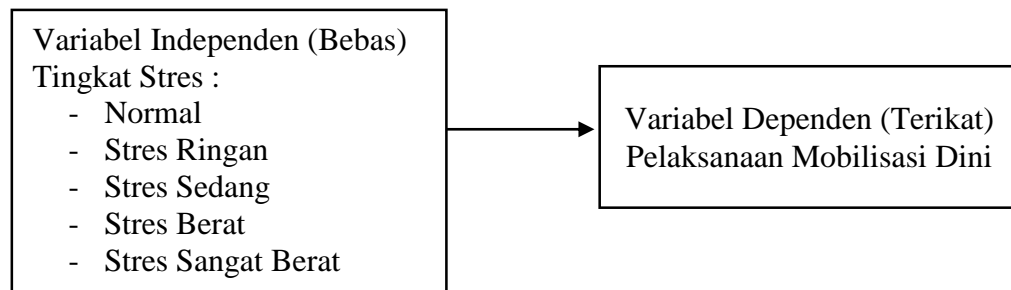 Variabel Independen (Bebas)
Tingkat Stres :
- Normal
- Stres Ringan
- Stres Sedang
- Stres Berat
- Stres Sangat Berat
Variabel Dependen (Terikat)
Pelaksanaan Mobilisasi Dini